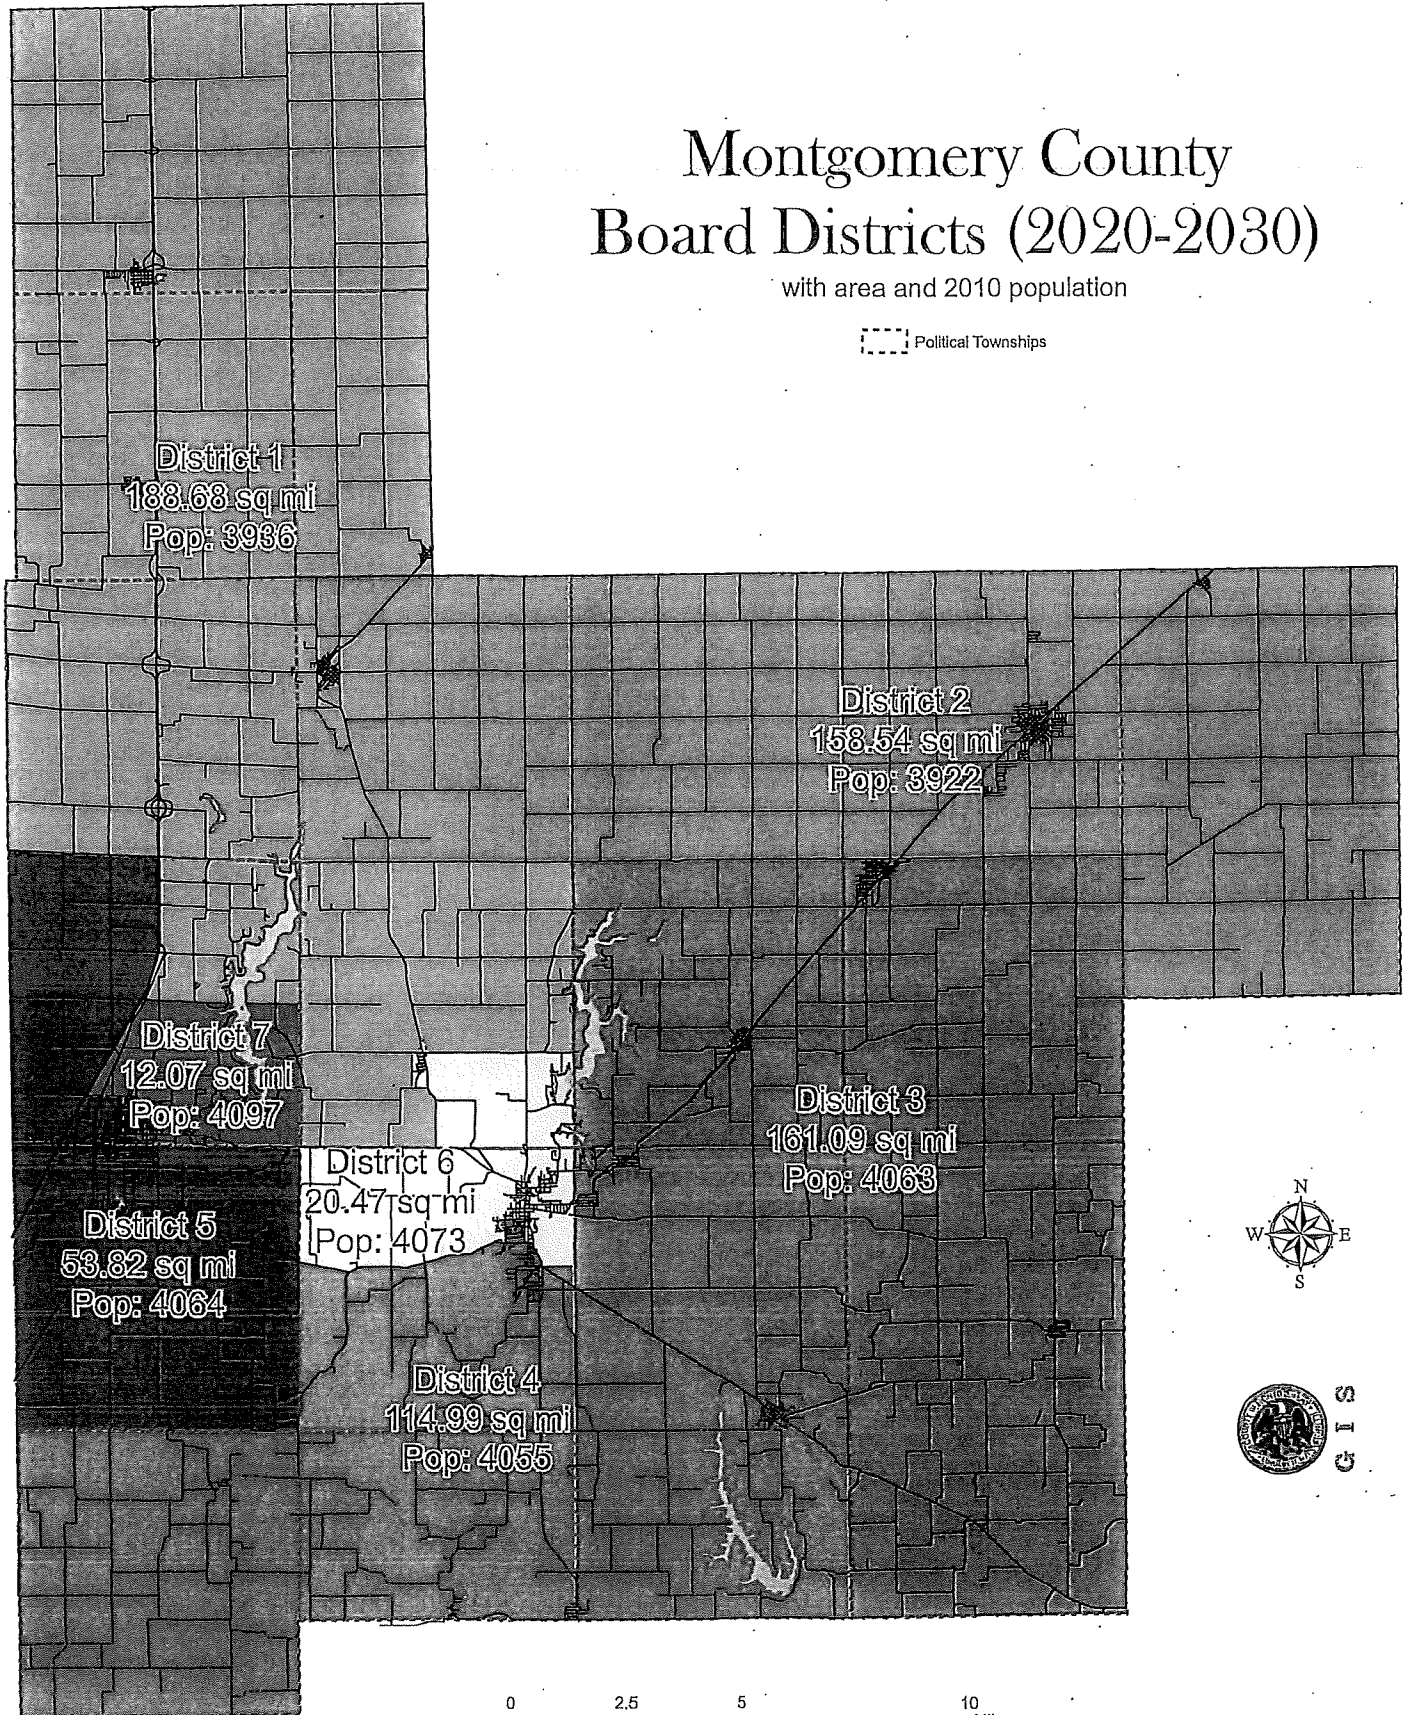 Montgomery County
Board Districts (2020-2030)
with area and 2010 population
Political Townships
District 1
188.68 sq mi
Pop: 3936
District 2
158.54 sq mi
Pop: 3922
District 7
12.07 sq mi
Pop: 4097
District 3
161.09 sq mi
Pop: 4063
District 6
20.47 sq mi
Pop: 4073
District 5
53.82 sq mi
Pop: 4064
District 4
114.99 sq mi
Pop: 4055
N
W E
S
GIS
0 2.5 5 10